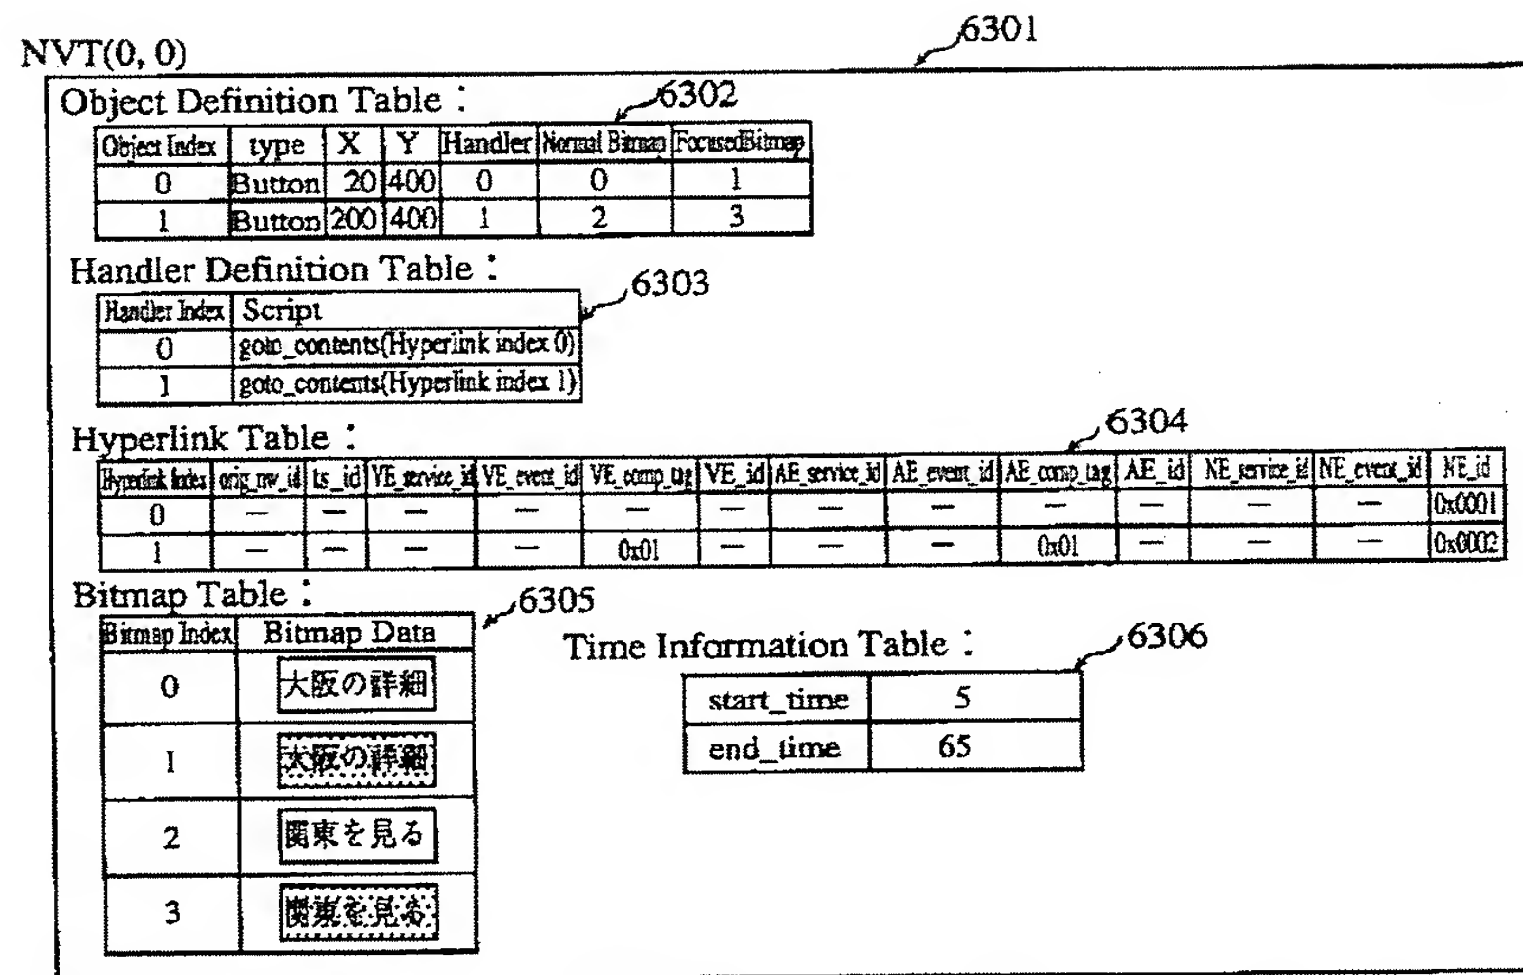 6301
NVT(0, 0)
Object Definition Table :
6302
Object Index type X Y Handler Normal Bitmap FocusedBitmap
0 Button 20 400 0 0 1
1 Button 200 400 1 2 3
Handler Definition Table :
6303
Handler Index Script
0 goto_contents(Hyperlink index 0)
1 goto_contents(Hyperlink index 1)
Hyperlink Table :
6304
Hyperlink Index orig_nw_id ts_id VE_service_id VE_event_id VE_comp_tag VE_id AE_service_id AE_event_id AE_comp_tag AE_id NE_service_id NE_event_id NE_id
0 — — — — — — — — — — — — 0x0001
1 — — — — 0x01 — — — 0x01 — — — 0x0002
Bitmap Table :
6305
Bitmap Index Bitmap Data
0 大阪の詳細
1 大阪の詳細
2 関東を見る
3 関東を見る
Time Information Table :
6306
start_time 5
end_time 65